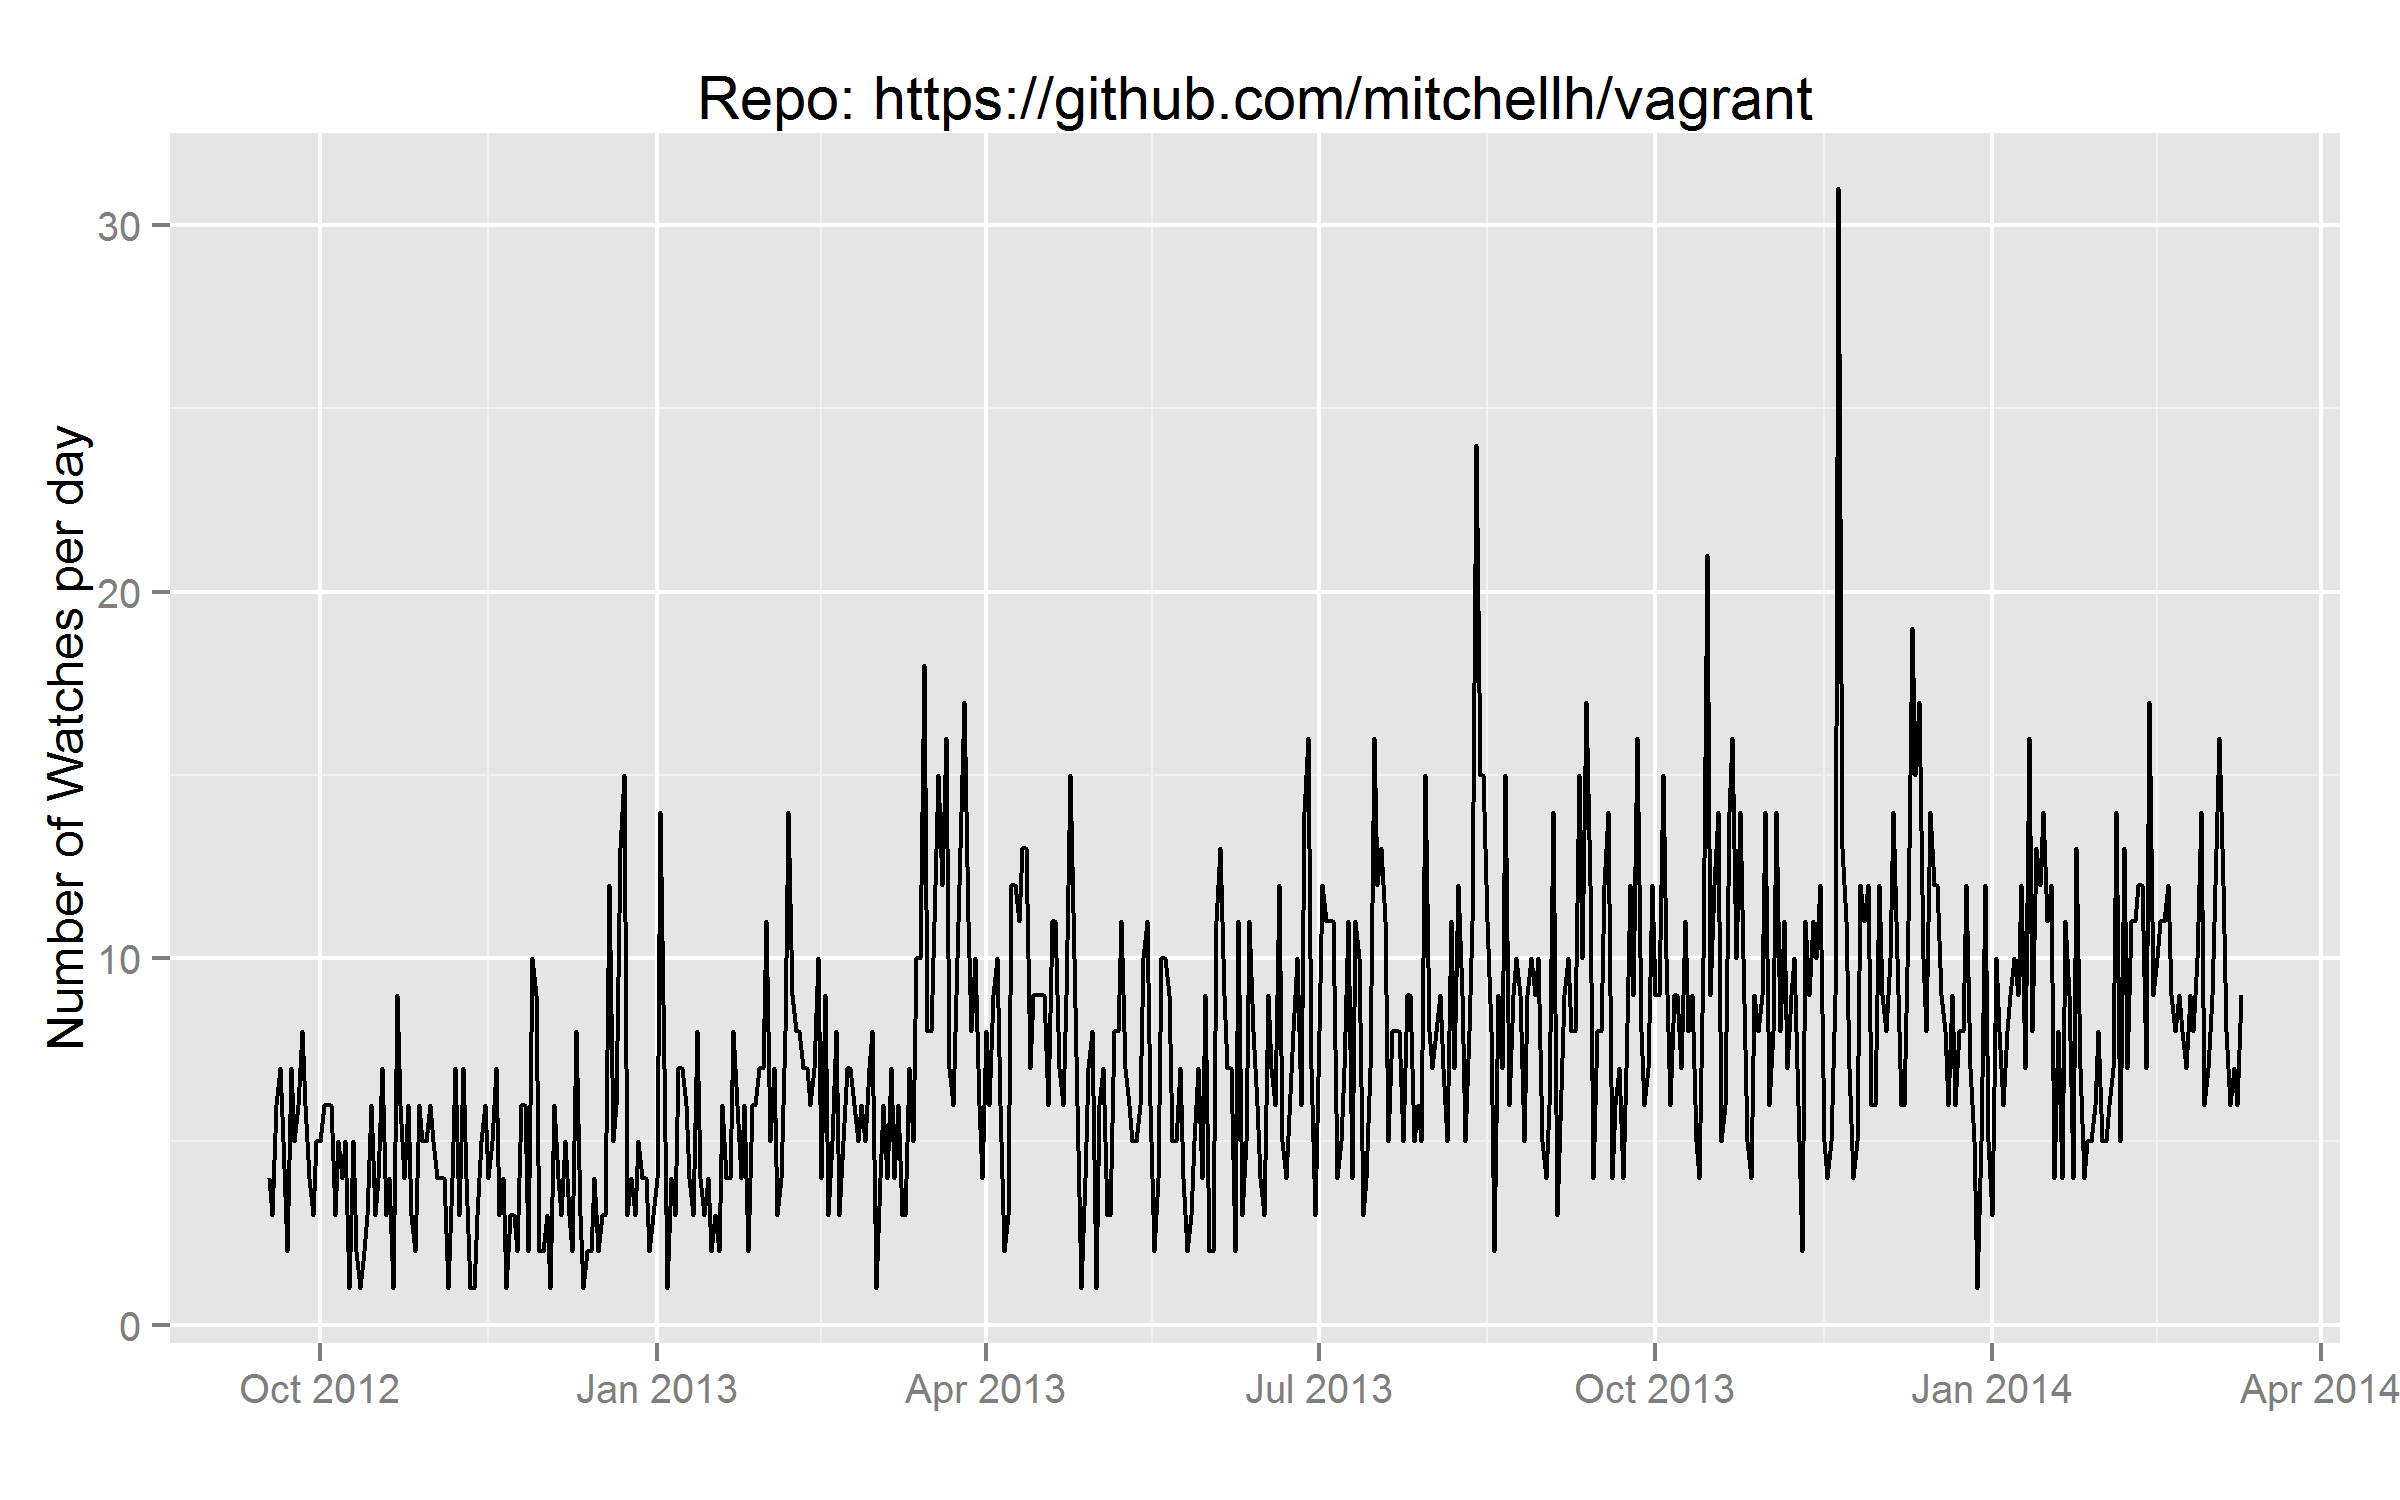 Repo: https://github.com/mitchellh/vagrant
Number of Watches per day
30
20
10
0
Oct 2012
Jan 2013
Apr 2013
Jul 2013
Oct 2013
Jan 2014
Apr 2014